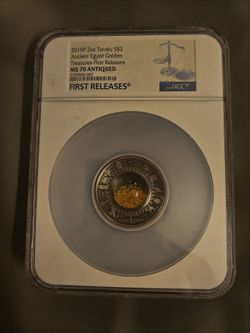 2019P 2oz Tuvalu S$2
Ancient Egypt Golden
Treasures-First Releases
MS 70 ANTIQUED
FIRST RELEASES®
NGC®